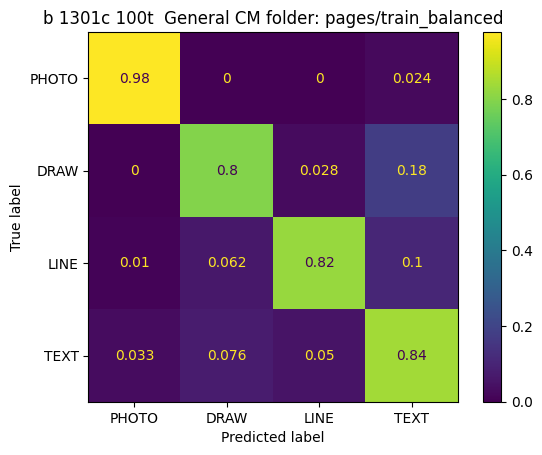 b 1301c 100t  General CM folder: pages/train_balanced
PHOTO 0.98 0 0 0.024
DRAW 0 0.8 0.028 0.18
LINE 0.01 0.062 0.82 0.1
TEXT 0.033 0.076 0.05 0.84
PHOTO DRAW LINE TEXT
Predicted label
True label
0.8
0.6
0.4
0.2
0.0